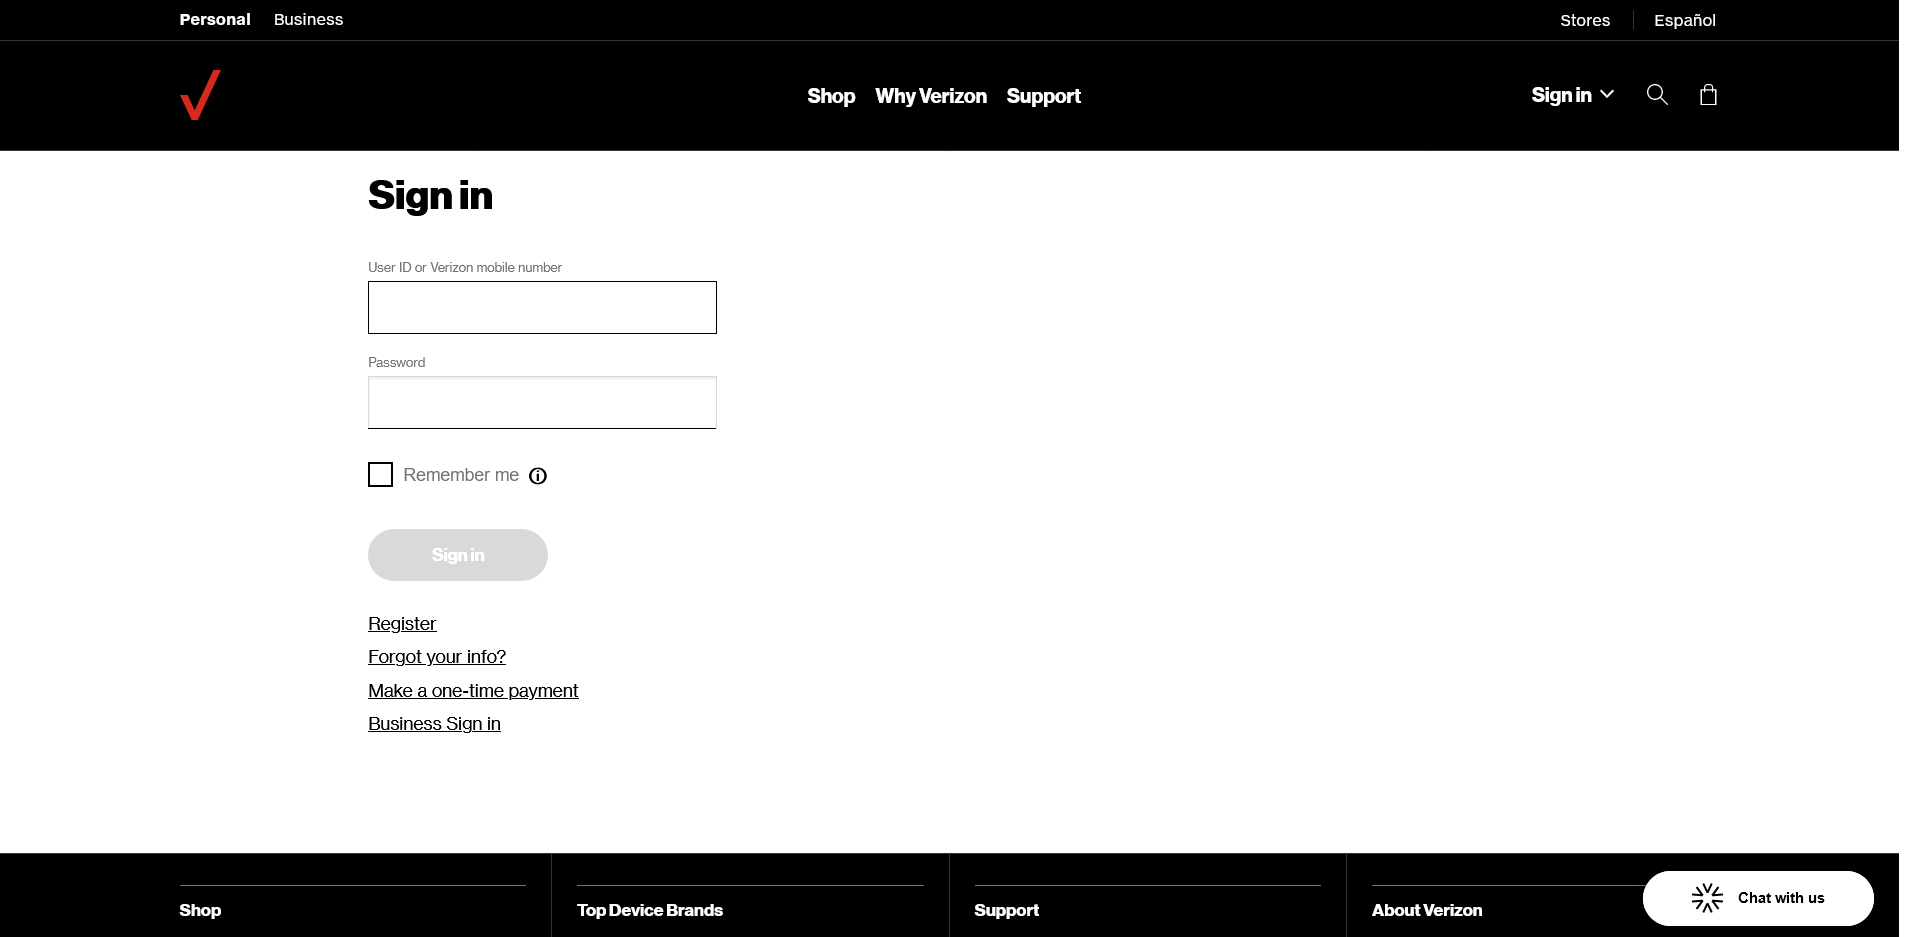 Personal Business Stores Español
Shop Why Verizon Support Sign in
Sign in
User ID or Verizon mobile number
Password
Remember me
Sign in
Register
Forgot your info?
Make a one-time payment
Business Sign in
Shop Top Device Brands Support About Verizon
Chat with us